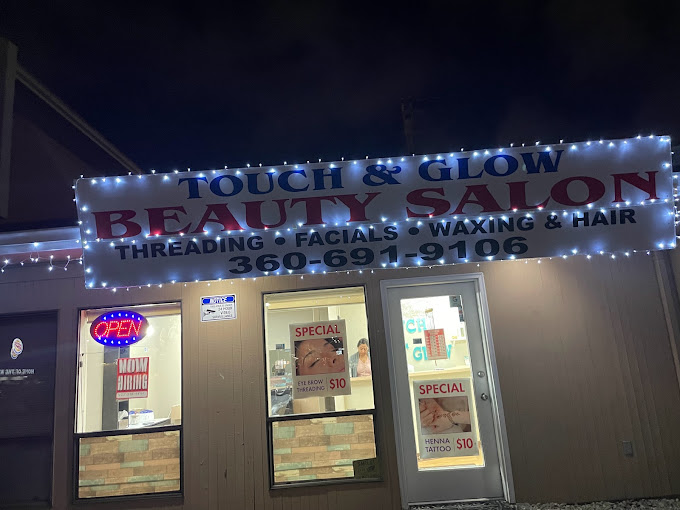 TOUCH & GLOW
BEAUTY SALON
THREADING • FACIALS • WAXING & HAIR
360-691-9106
OPEN
NOTICE
NOW
HIRING
SPECIAL
EYE BROW
THREADING
$10
SPECIAL
HENNA
TATTOO
$10